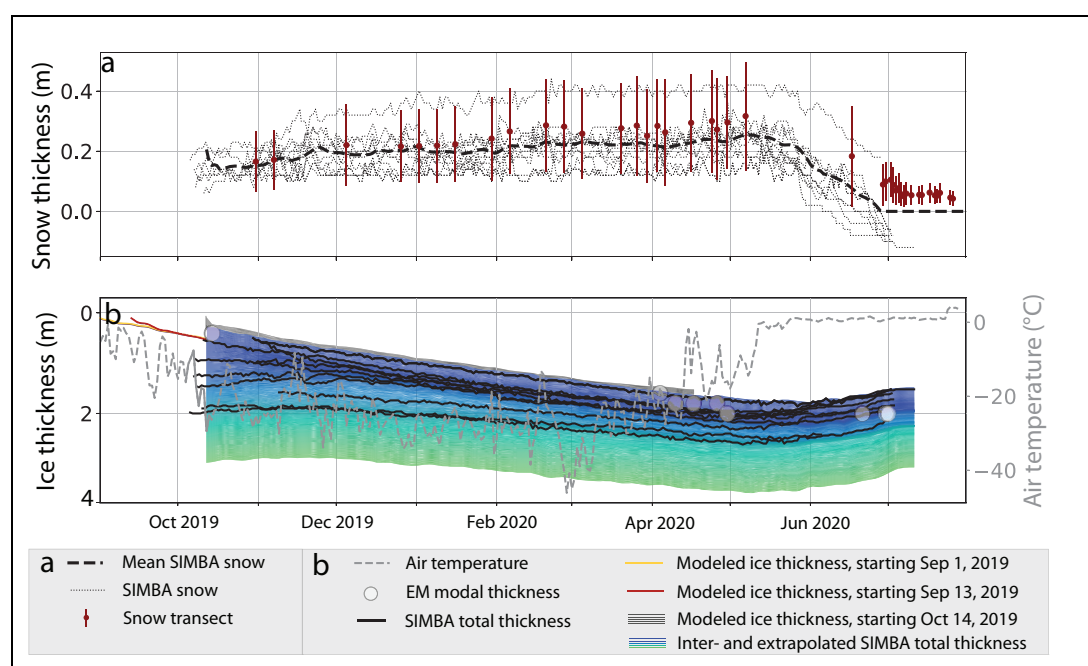 a
Snow thickness (m)
0.4
0.2
0.0
b
Ice thickness (m)
0
2
4
0
−20
−40
Air temperature (°C)
Oct 2019
Dec 2019
Feb 2020
Apr 2020
Jun 2020
a
Mean SIMBA snow
SIMBA snow
Snow transect
b
Air temperature
EM modal thickness
SIMBA total thickness
Modeled ice thickness, starting Sep 1, 2019
Modeled ice thickness, starting Sep 13, 2019
Modeled ice thickness, starting Oct 14, 2019
Inter- and extrapolated SIMBA total thickness